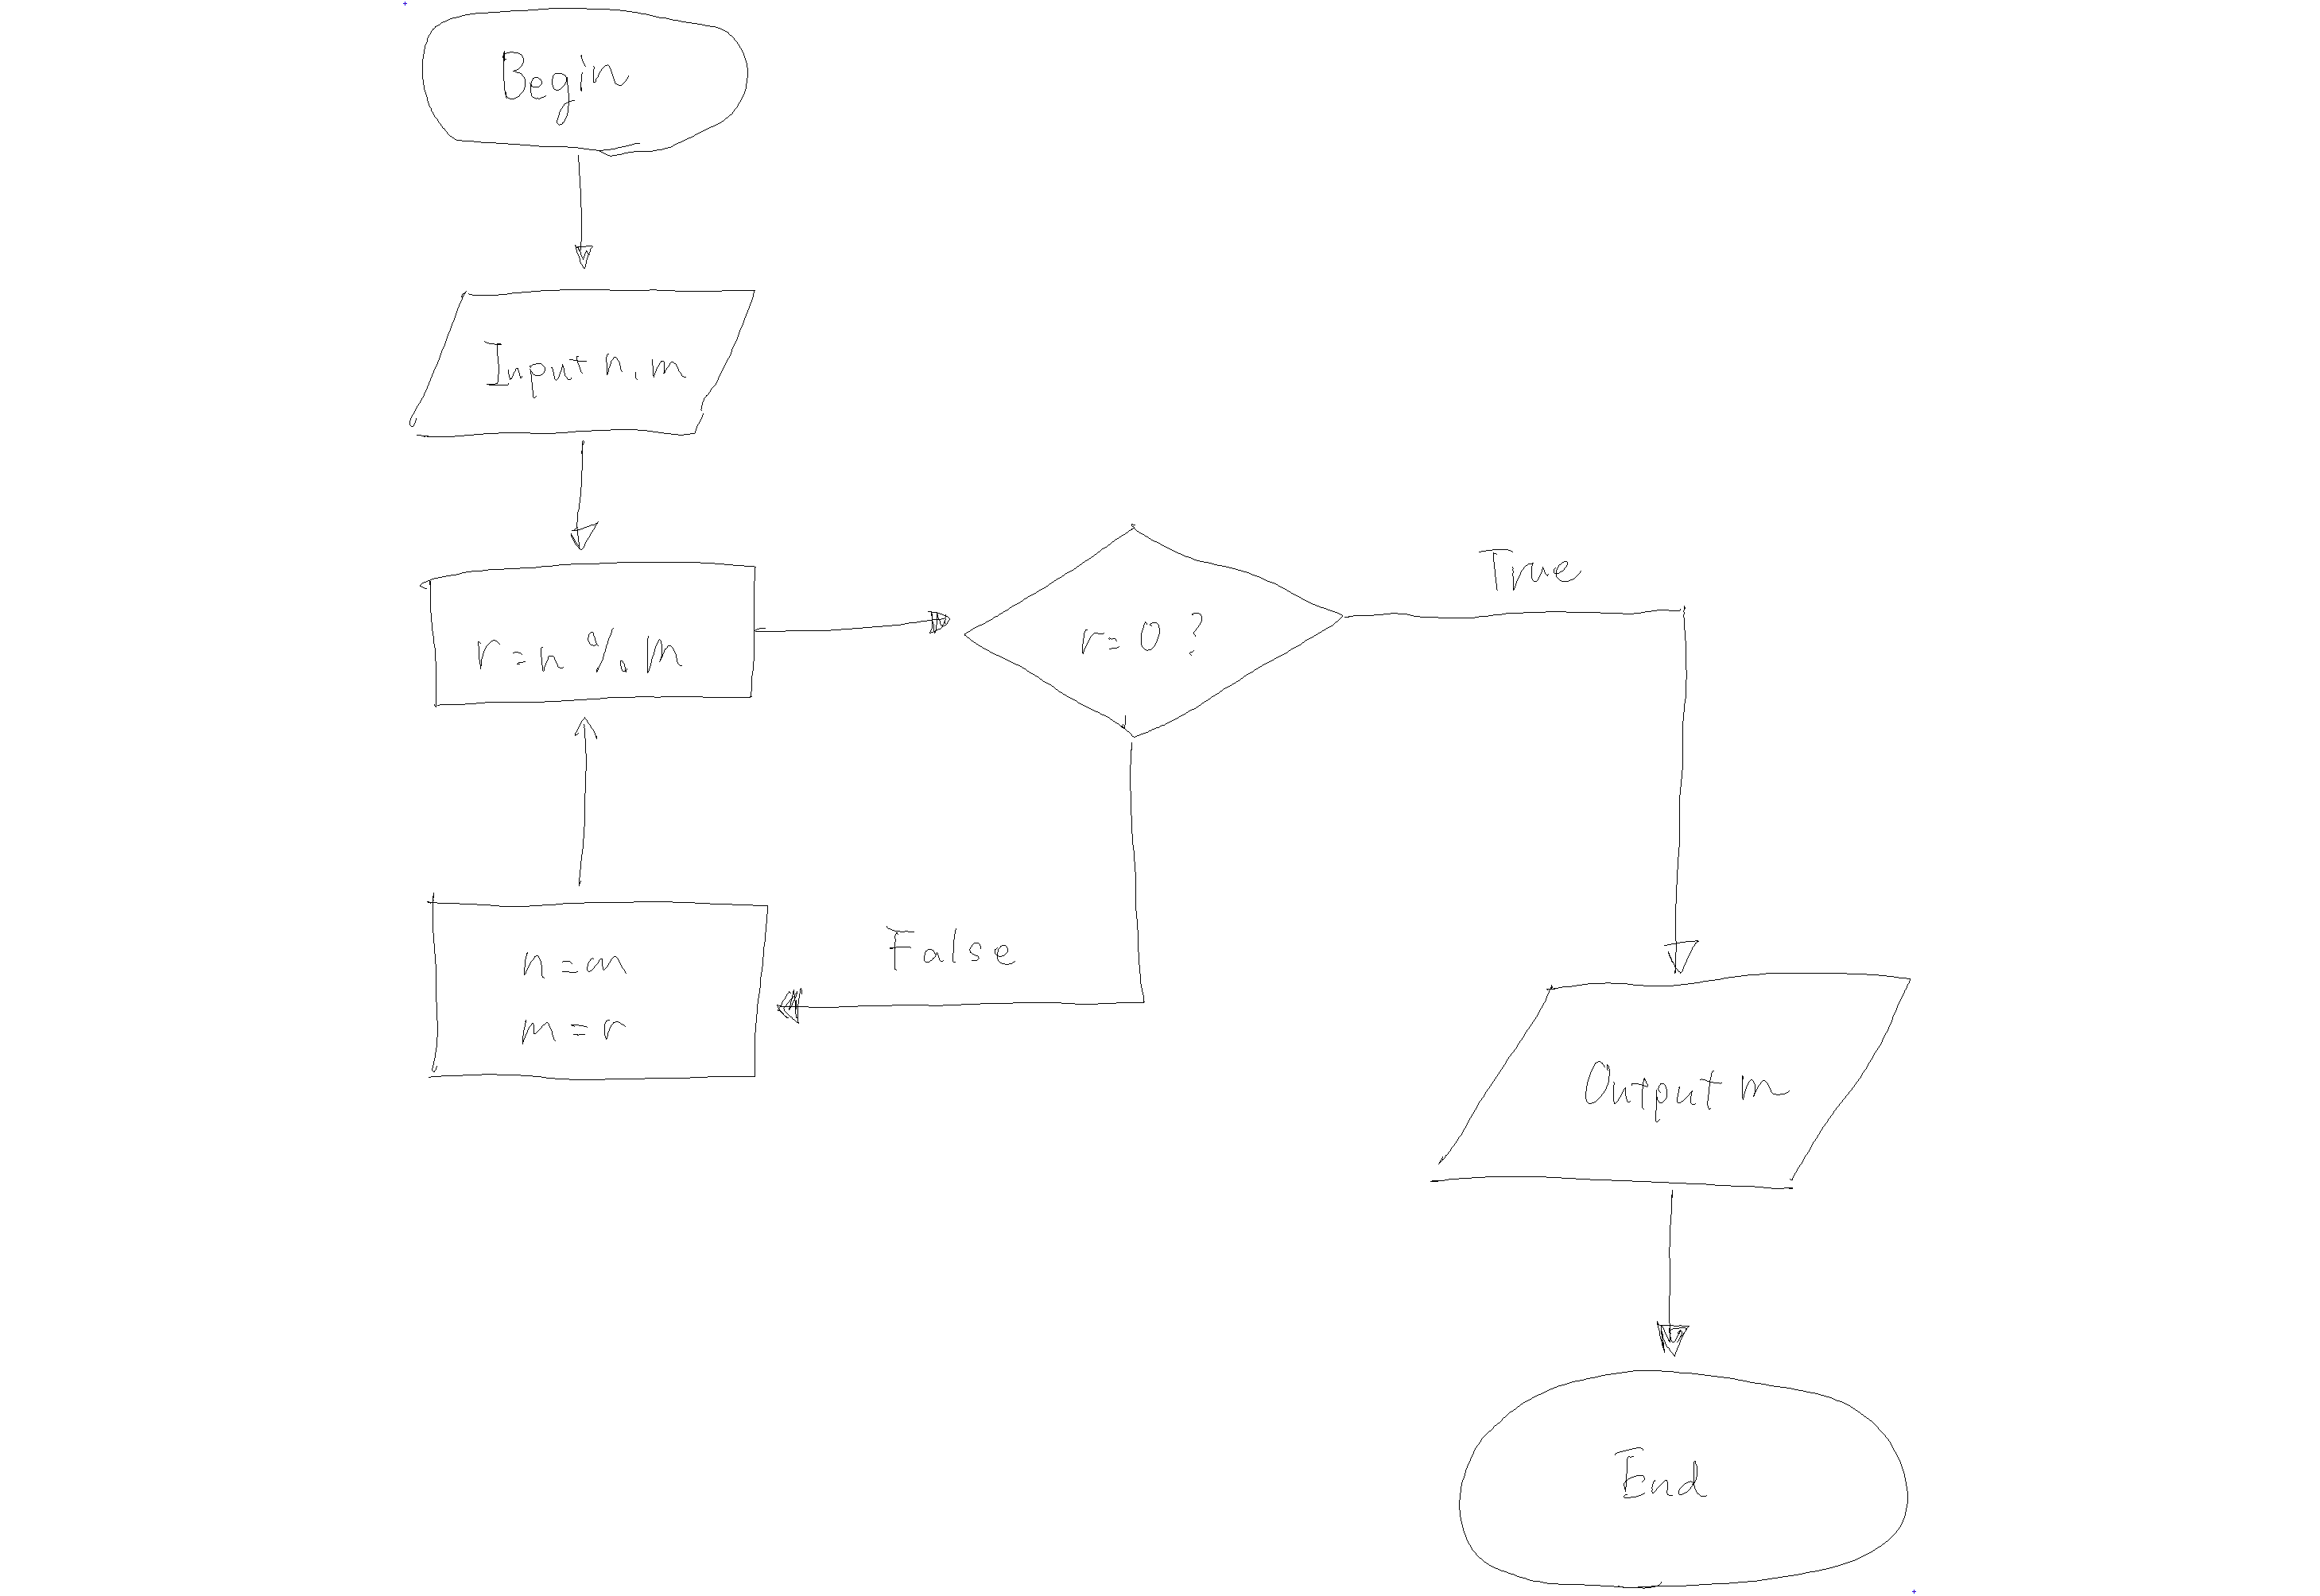 Begin
Input n, m
r=n%m
r=0?
True
False
n=m
m=r
Output m
End